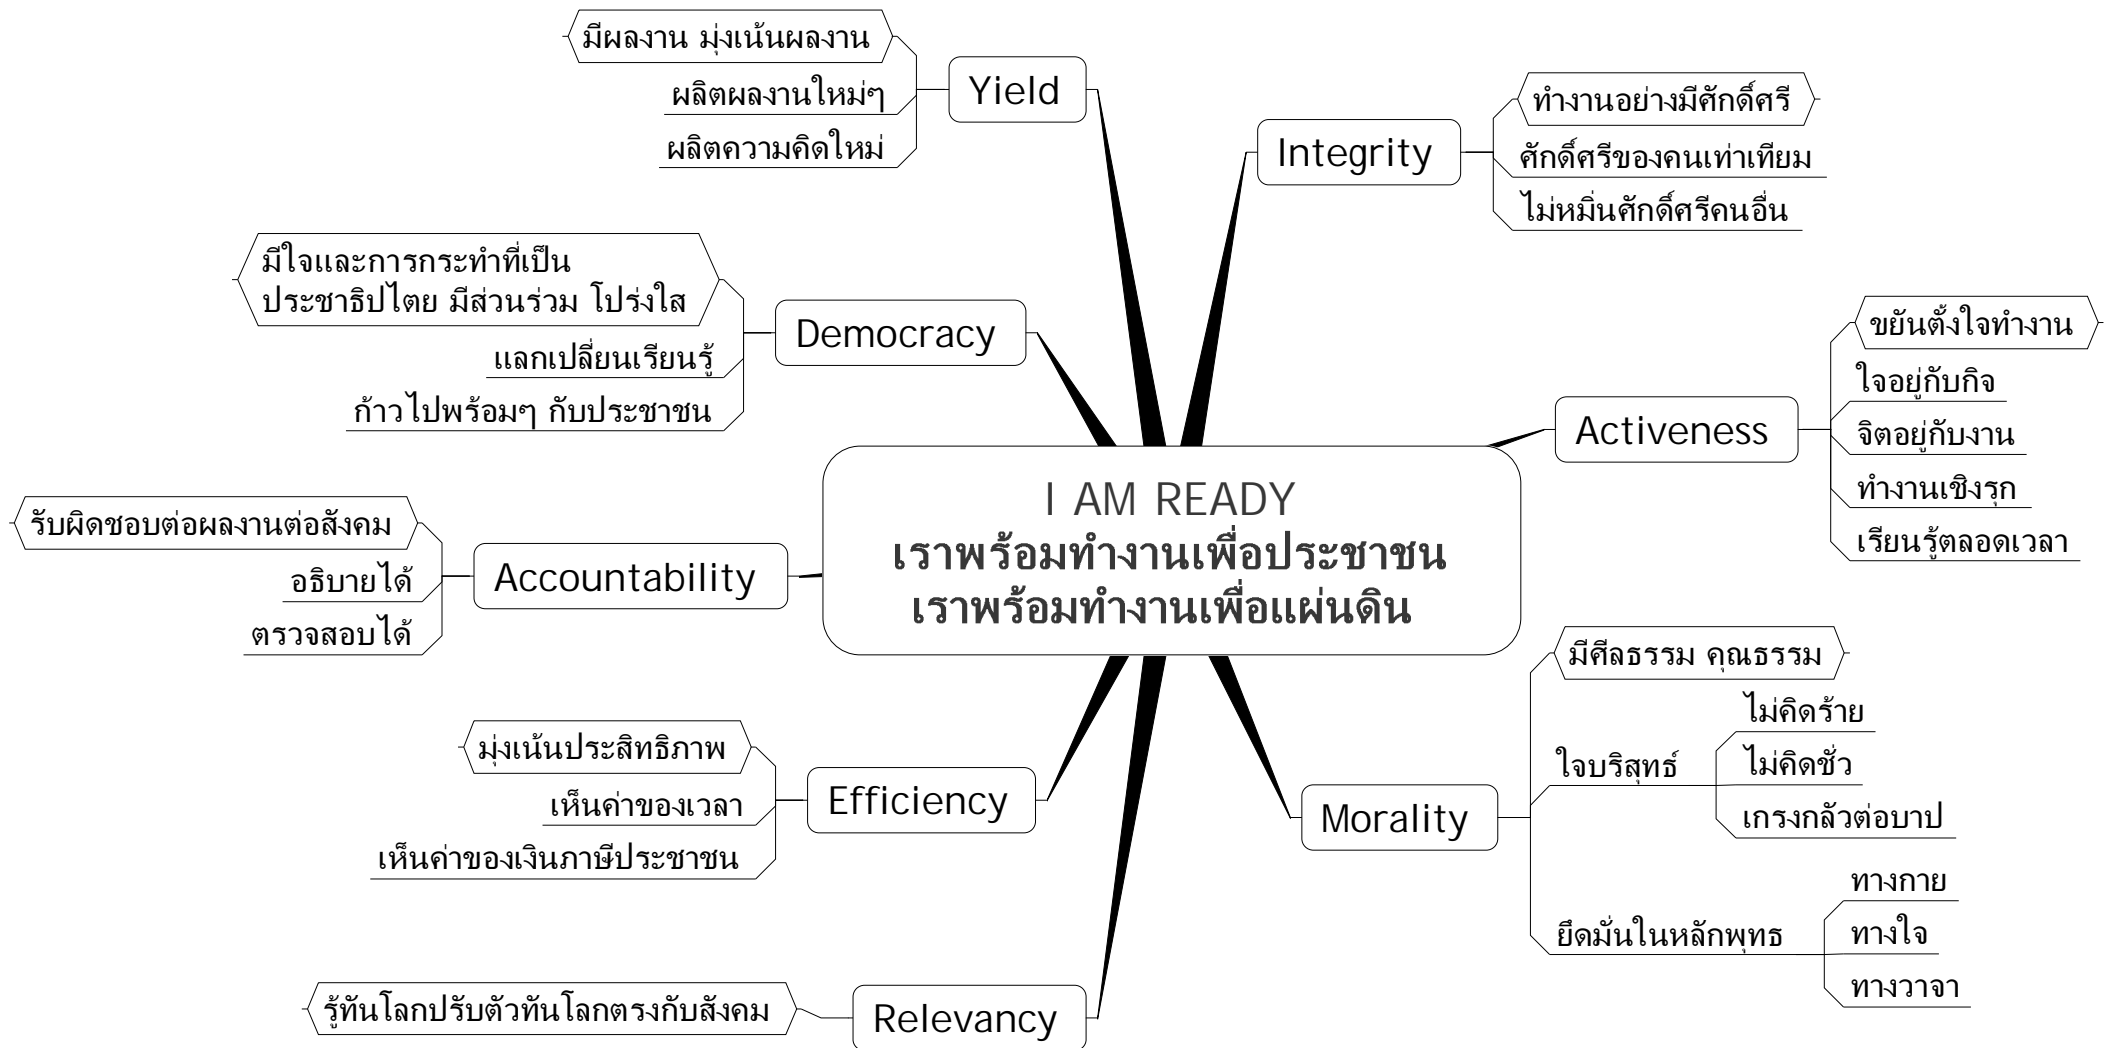 I AM READY
เราพร้อมทำงานเพื่อประชาชน
เราพร้อมทำงานเพื่อแผ่นดิน
Integrity
ทำงานอย่างมีศักดิ์ศรี
ศักดิ์ศรีของคนเท่าเทียม
ไม่หมิ่นศักดิ์ศรีคนอื่น
Activeness
ขยันตั้งใจทำงาน
ใจอยู่กับกิจ
จิตอยู่กับงาน
ทำงานเชิงรุก
เรียนรู้ตลอดเวลา
Morality
มีศีลธรรม คุณธรรม
ใจบริสุทธ์
ไม่คิดร้าย
ไม่คิดชั่ว
เกรงกลัวต่อบาป
ยึดมั่นในหลักพุทธ
ทางกาย
ทางใจ
ทางวาจา
Relevancy
รู้ทันโลกปรับตัวทันโลกตรงกับสังคม
Efficiency
มุ่งเน้นประสิทธิภาพ
เห็นค่าของเวลา
เห็นค่าของเงินภาษีประชาชน
Accountability
รับผิดชอบต่อผลงานต่อสังคม
อธิบายได้
ตรวจสอบได้
Democracy
มีใจและการกระทำที่เป็น
ประชาธิปไตย มีส่วนร่วม โปร่งใส
แลกเปลี่ยนเรียนรู้
ก้าวไปพร้อมๆ กับประชาชน
Yield
มีผลงาน มุ่งเน้นผลงาน
ผลิตผลงานใหม่ๆ
ผลิตความคิดใหม่